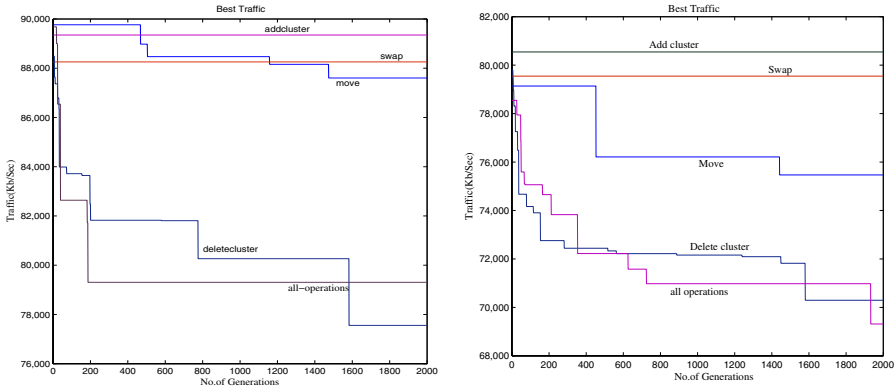 Best Traffic
90,000
88,000
86,000
84,000
82,000
80,000
78,000
76,000
Traffic(Kb/Sec)
addcluster
swap
move
deletecluster
all-operations
0 200 400 600 800 1000 1200 1400 1600 1800 2000
No.of Generations
Best Traffic
82,000
80,000
78,000
76,000
74,000
72,000
70,000
68,000
Traffic(Kb/Sec)
Add cluster
Swap
Move
Delete cluster
all operations
0 200 400 600 800 1000 1200 1400 1600 1800 2000
No.of Generations